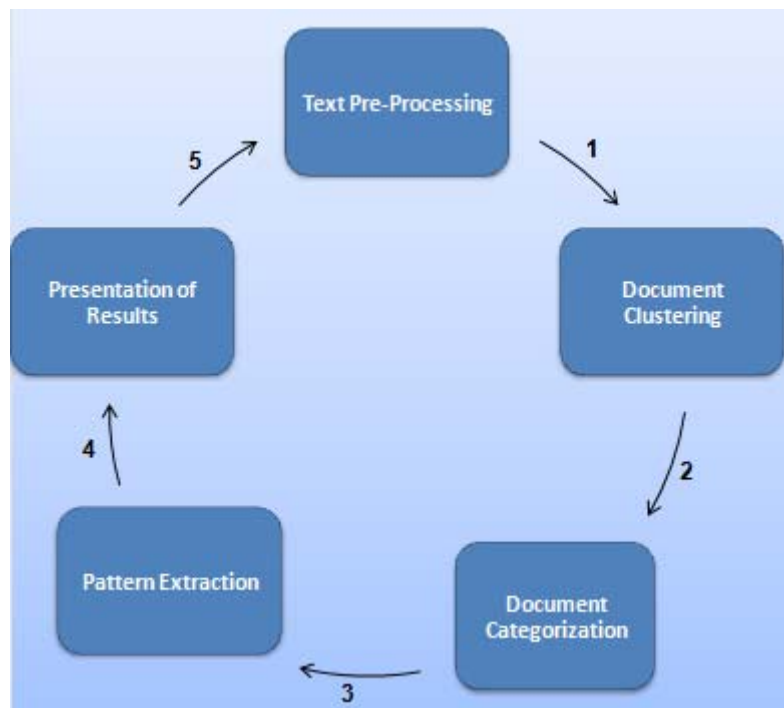 Text Pre-Processing
1
Document
Clustering
2
Document
Categorization
3
Pattern Extraction
4
Presentation of
Results
5